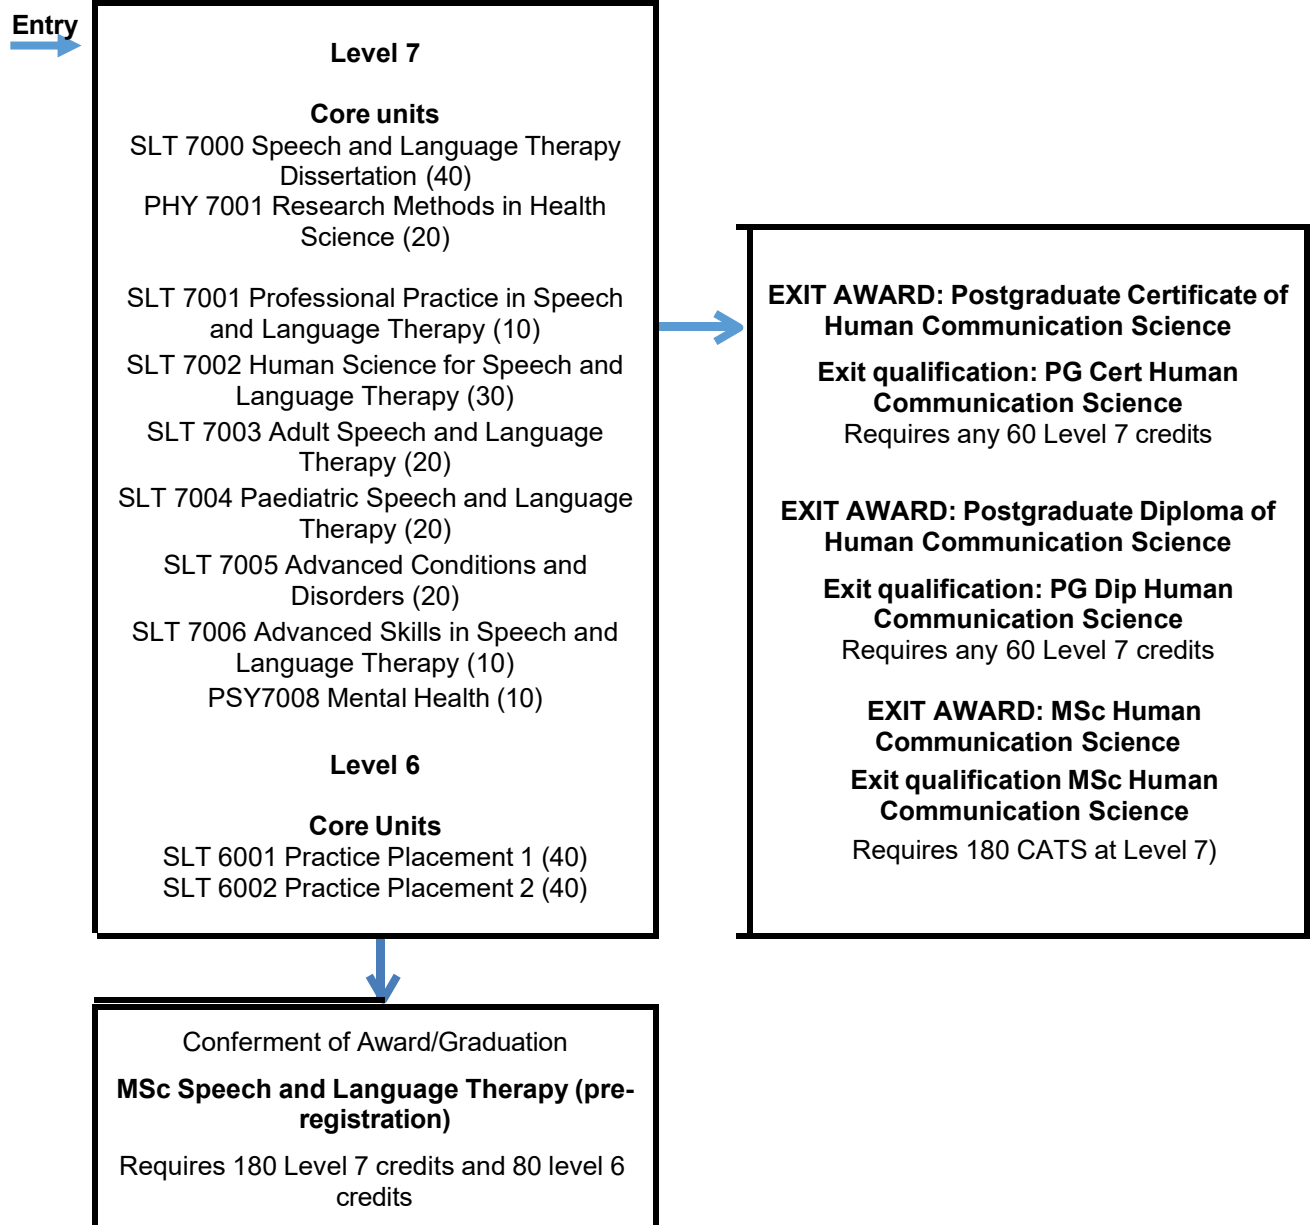 Entry
Level 7
Core units
SLT 7000 Speech and Language Therapy
Dissertation (40)
PHY 7001 Research Methods in Health
Science (20)
SLT 7001 Professional Practice in Speech
and Language Therapy (10)
SLT 7002 Human Science for Speech and
Language Therapy (30)
SLT 7003 Adult Speech and Language
Therapy (20)
SLT 7004 Paediatric Speech and Language
Therapy (20)
SLT 7005 Advanced Conditions and
Disorders (20)
SLT 7006 Advanced Skills in Speech and
Language Therapy (10)
PSY7008 Mental Health (10)
Level 6
Core Units
SLT 6001 Practice Placement 1 (40)
SLT 6002 Practice Placement 2 (40)
EXIT AWARD: Postgraduate Certificate of
Human Communication Science
Exit qualification: PG Cert Human
Communication Science
Requires any 60 Level 7 credits
EXIT AWARD: Postgraduate Diploma of
Human Communication Science
Exit qualification: PG Dip Human
Communication Science
Requires any 60 Level 7 credits
EXIT AWARD: MSc Human
Communication Science
Exit qualification MSc Human
Communication Science
Requires 180 CATS at Level 7)
Conferment of Award/Graduation
MSc Speech and Language Therapy (pre-
registration)
Requires 180 Level 7 credits and 80 level 6
credits